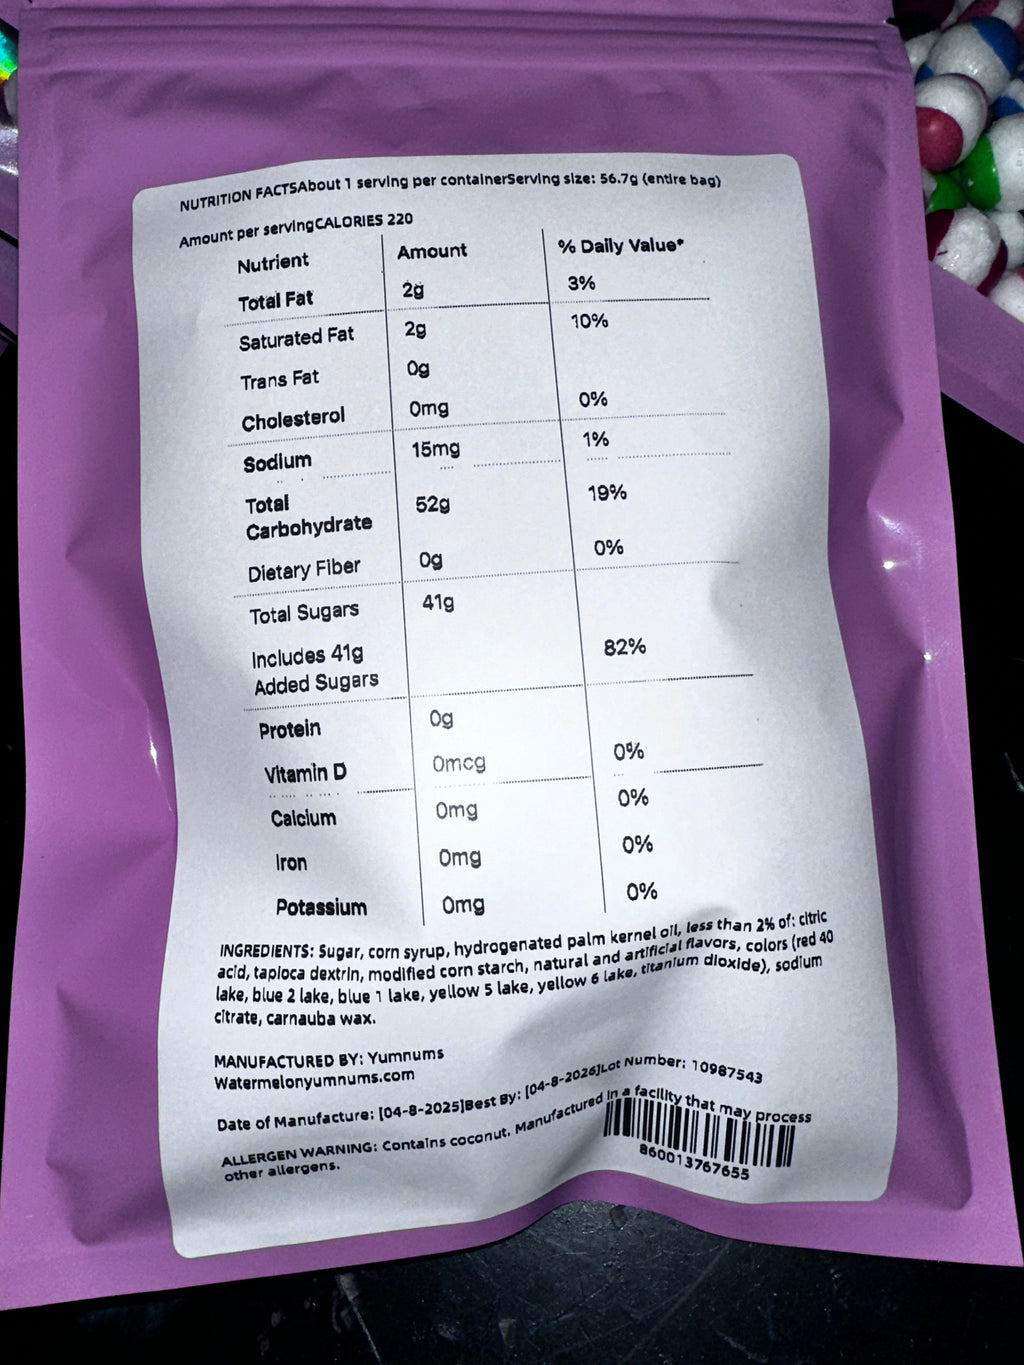 NUTRITION FACTSAbout 1 serving per containerServing size: 56.7g (entire bag)
Amount per servingCALORIES 220
Nutrient Amount % Daily Value*
Total Fat 2g 3%
Saturated Fat 2g 10%
Trans Fat 0g
Cholesterol 0mg 0%
Sodium 15mg 1%
Total
Carbohydrate 52g 19%
Dietary Fiber 0g 0%
Total Sugars 41g
Includes 41g
Added Sugars 82%
Protein 0g
Vitamin D 0mcg 0%
Calcium 0mg 0%
Iron 0mg 0%
Potassium 0mg 0%
INGREDIENTS: Sugar, corn syrup, hydrogenated palm kernel oil, less than 2% of: citric
acid, tapioca dextrin, modified corn starch, natural and artificial flavors, colors (red 40
lake, blue 2 lake, blue 1 lake, yellow 5 lake, yellow 6 lake, titanium dioxide), sodium
citrate, carnauba wax.
MANUFACTURED BY: Yumnums
Watermelonyumnums.com
Date of Manufacture: [04-8-2025]Best By: [04-8-2026]Lot Number: 10987543
ALLERGEN WARNING: Contains coconut. Manufactured in a facility that may process
other allergens.
860013767655